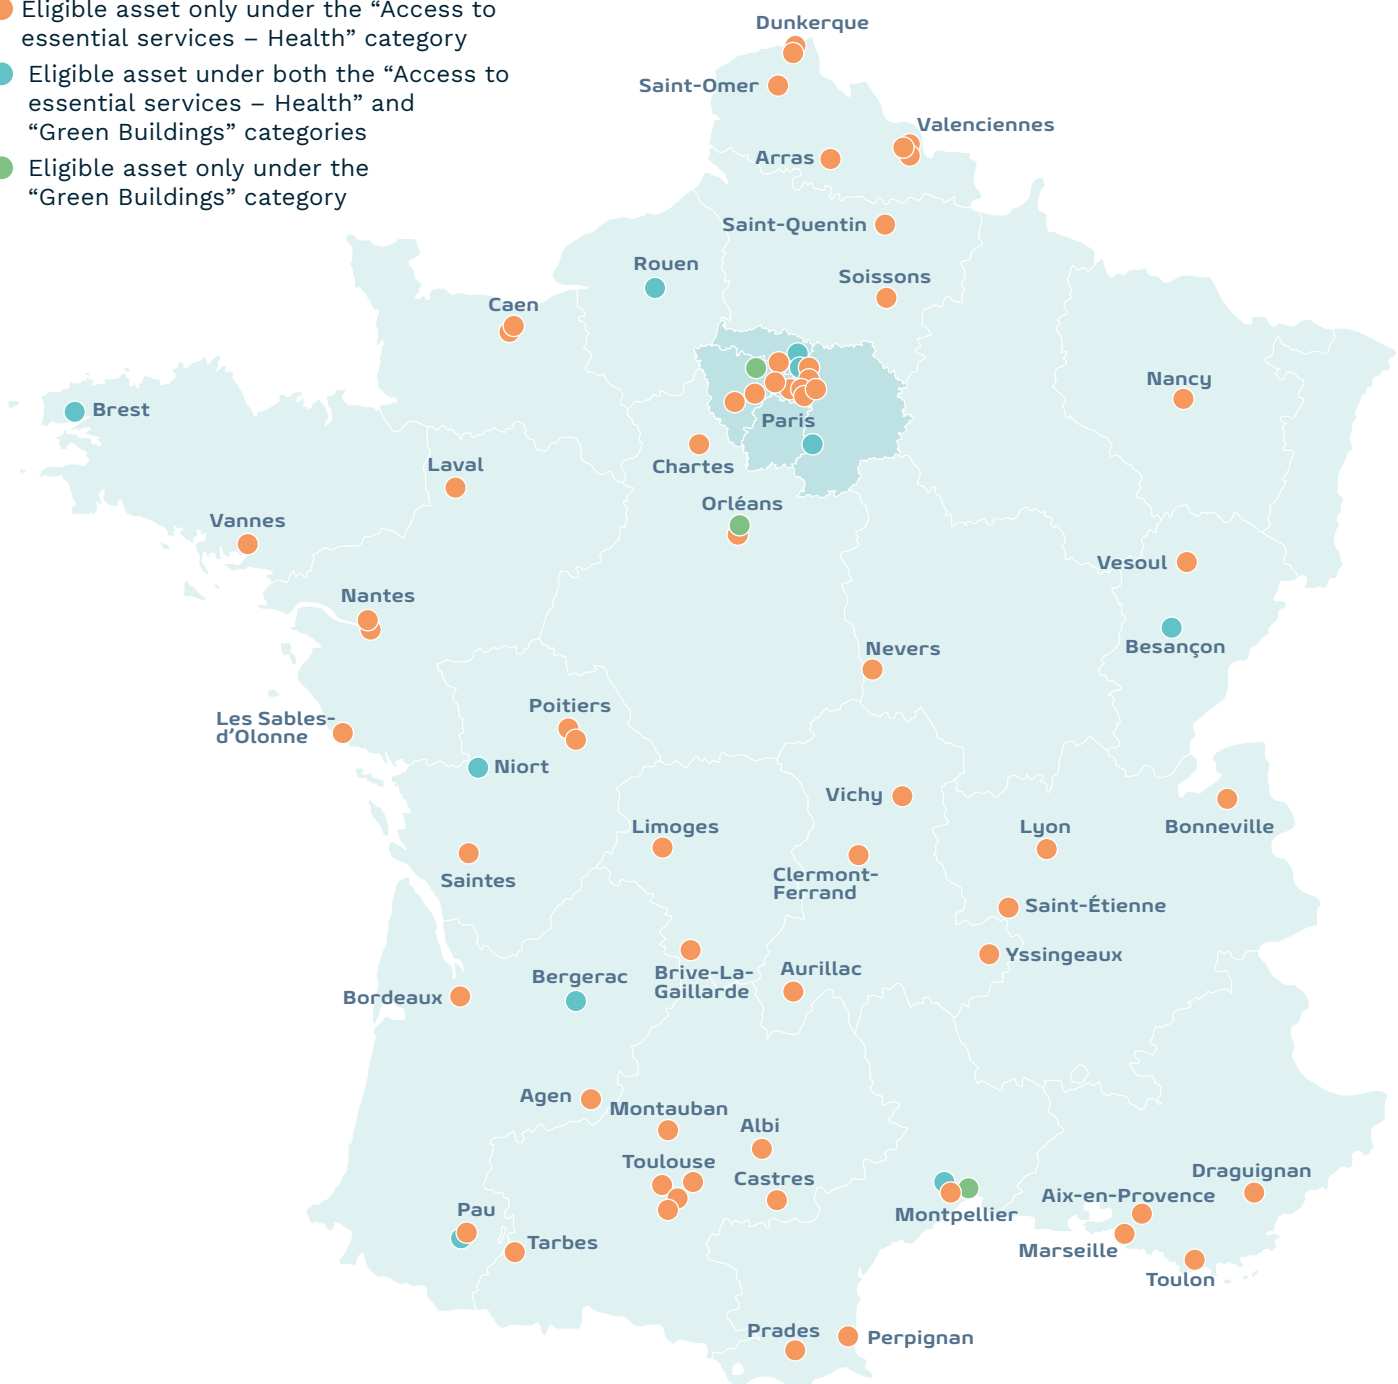 Eligible asset only under the “Access to
essential services – Health” category
Eligible asset under both the “Access to
essential services – Health” and
“Green Buildings” categories
Eligible asset only under the
“Green Buildings” category
Dunkerque
Saint-Omer
Valenciennes
Arras
Saint-Quentin
Rouen
Soissons
Caen
Nancy
Brest
Paris
Laval
Chartes
Orléans
Vannes
Vesoul
Nantes
Besançon
Nevers
Poitiers
Les Sables-
d’Olonne
Niort
Vichy
Limoges
Lyon
Bonneville
Saintes
Clermont-
Ferrand
Saint-Étienne
Yssingeaux
Bergerac
Brive-La-
Gaillarde
Aurillac
Bordeaux
Agen
Montauban
Albi
Toulouse
Castres
Draguignan
Aix-en-Provence
Pau
Montpellier
Tarbes
Marseille
Toulon
Prades
Perpignan